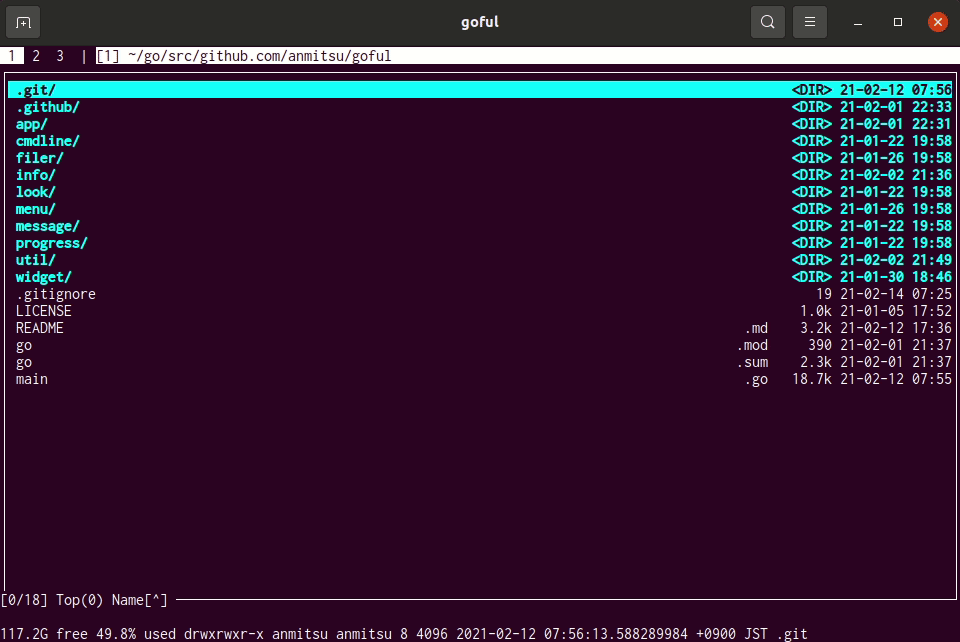 goful
1 2 3 | [1] ~/go/src/github.com/anmitsu/goful
.git/ <DIR> 21-02-12 07:56
.github/ <DIR> 21-02-01 22:33
app/ <DIR> 21-02-01 22:31
cmdline/ <DIR> 21-01-22 19:58
filer/ <DIR> 21-01-26 19:58
info/ <DIR> 21-02-02 21:36
look/ <DIR> 21-01-22 19:58
menu/ <DIR> 21-01-26 19:58
message/ <DIR> 21-01-22 19:58
progress/ <DIR> 21-01-22 19:58
util/ <DIR> 21-02-02 21:49
widget/ <DIR> 21-01-30 18:46
.gitignore 19 21-02-14 07:25
LICENSE 1.0k 21-01-05 17:52
README .md 3.2k 21-02-12 17:36
go .mod 390 21-02-01 21:37
go .sum 2.3k 21-02-01 21:37
main .go 18.7k 21-02-12 07:55
[0/18] Top(0) Name[^]
117.2G free 49.8% used drwxrwxr-x anmitsu anmitsu 8 4096 2021-02-12 07:56:13.588289984 +0900 JST .git